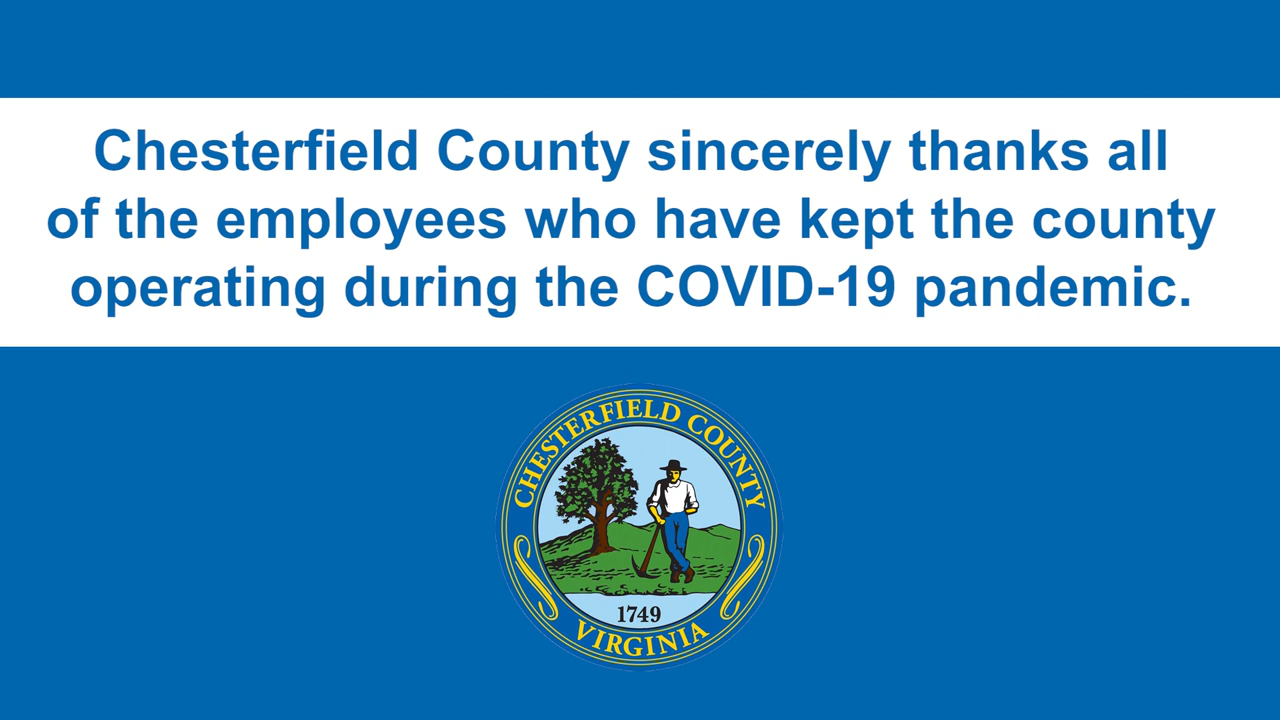 Chesterfield County sincerely thanks all
of the employees who have kept the county
operating during the COVID-19 pandemic.
CHESTERFIELD COUNTY
1749
VIRGINIA